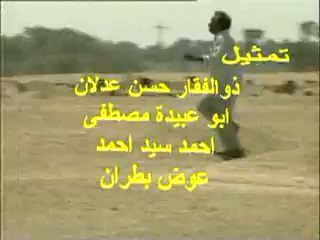 تمثيل
ذوالفقار حسن عدلان
ابو عبيدة مصطفى
احمد سيد احمد
عوض بطران